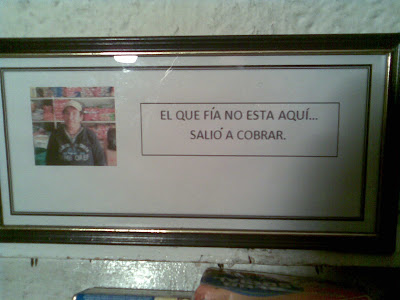 EL QUE FÍA NO ESTA AQUÍ...
SALIÓ A COBRAR.